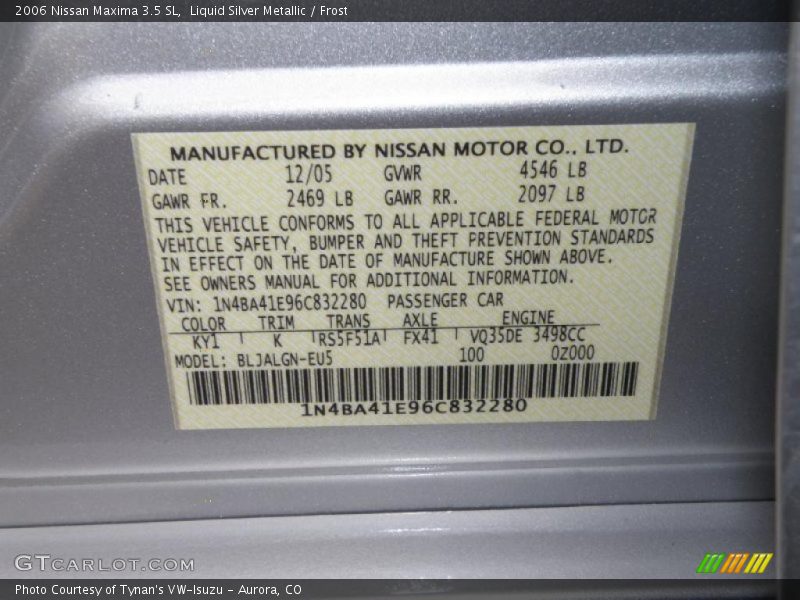 2006 Nissan Maxima 3.5 SL, Liquid Silver Metallic / Frost
MANUFACTURED BY NISSAN MOTOR CO., LTD.
DATE 12/05 GVWR 4546 LB
GAWR FR. 2469 LB GAWR RR. 2097 LB
THIS VEHICLE CONFORMS TO ALL APPLICABLE FEDERAL MOTOR
VEHICLE SAFETY, BUMPER AND THEFT PREVENTION STANDARDS
IN EFFECT ON THE DATE OF MANUFACTURE SHOWN ABOVE.
SEE OWNERS MANUAL FOR ADDITIONAL INFORMATION.
VIN: 1N4BA41E96C832280 PASSENGER CAR
COLOR TRIM TRANS AXLE ENGINE
KY1 K RS5F51A FX41 VQ35DE 3498CC
MODEL: BLJALGN-EU5 100 0Z000
1N4BA41E96C832280
GTCARLOT.COM
Photo Courtesy of Tynan's VW-Isuzu - Aurora, CO